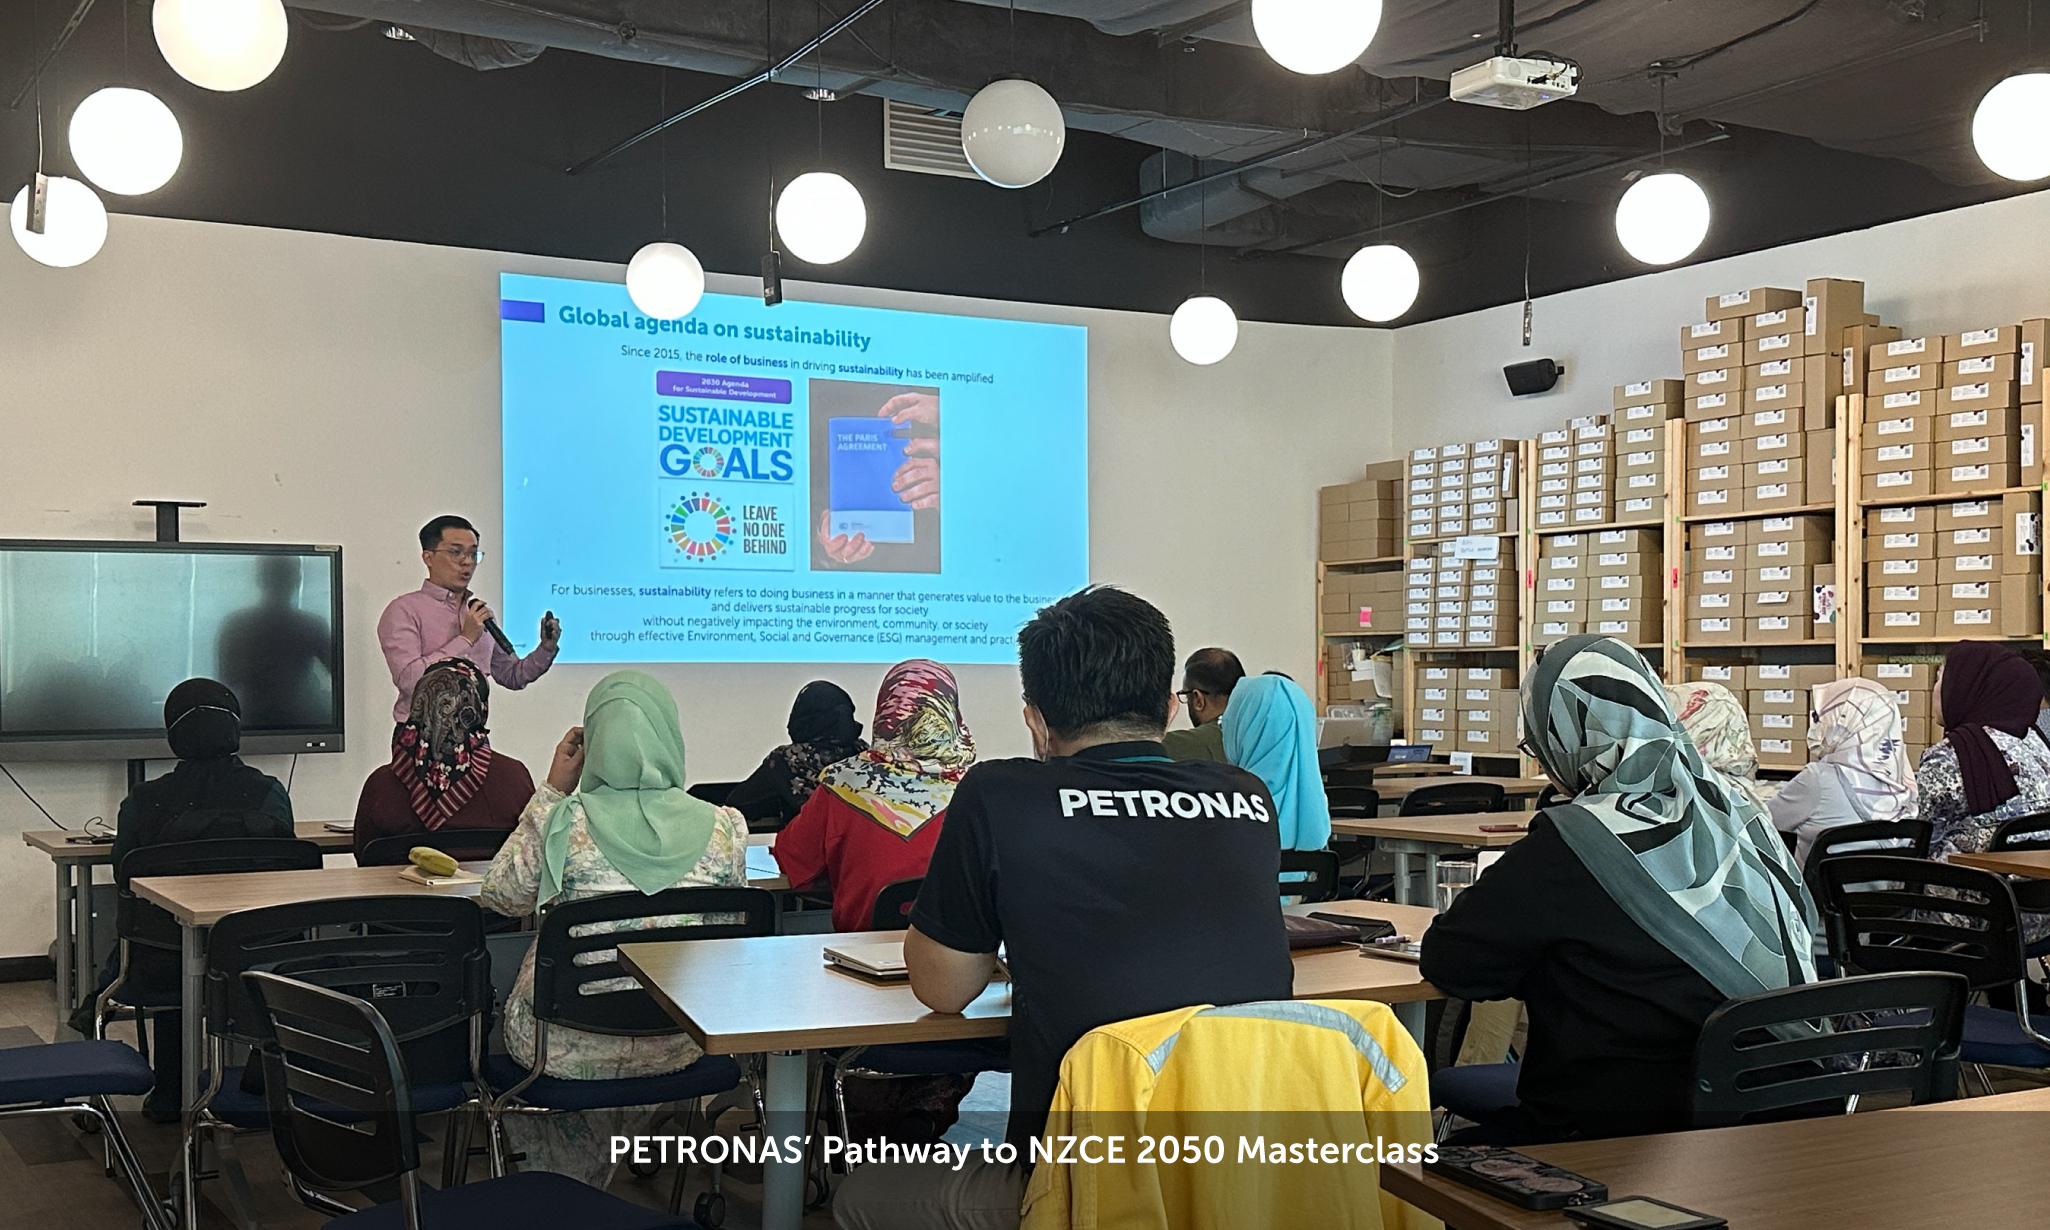 Global agenda on sustainability
Since 2015, the role of business in driving sustainability has been amplified
2030 Agenda
for Sustainable Development
SUSTAINABLE
DEVELOPMENT
GOALS
THE PARIS
AGREEMENT
LEAVE
NO ONE
BEHIND
For businesses, sustainability refers to doing business in a manner that generates value to the
and delivers sustainable progress for society
without negatively impacting the environment, community, or society
through effective Environment, Social and Governance (ESG) management and
PETRONAS
PETRONAS’ Pathway to NZCE 2050 Masterclass